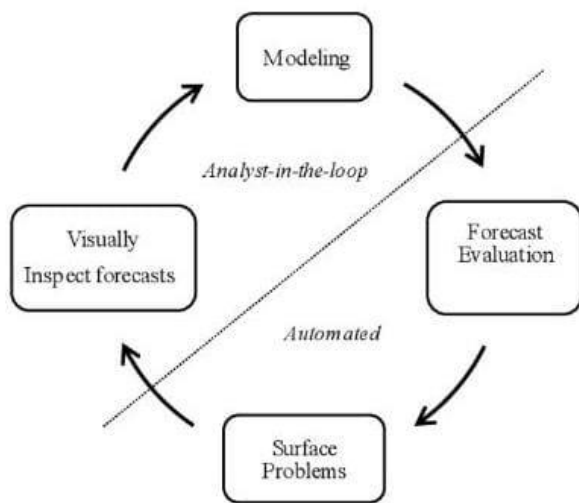 Modeling
Analyst-in-the-loop
Visually
Inspect forecasts
Forecast
Evaluation
Automated
Surface
Problems